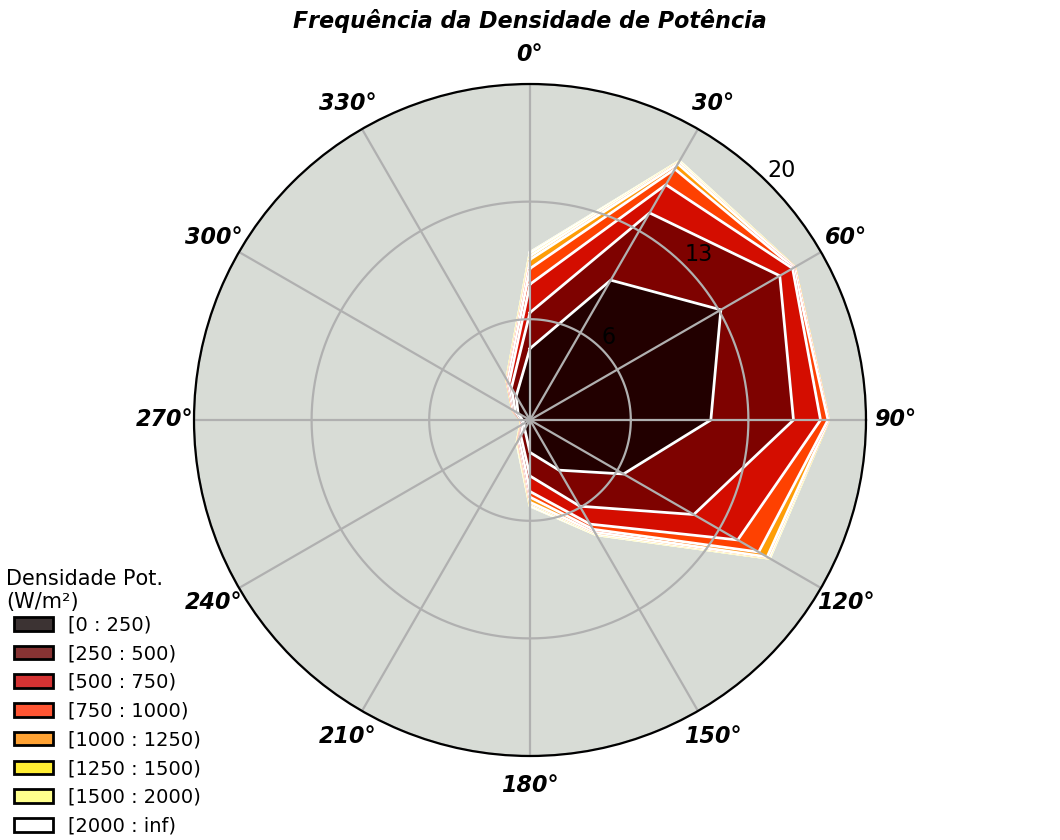 Frequência da Densidade de Potência
0°
330°
30°
20
300°
60°
13
6
270°
90°
240°
120°
210°
150°
180°
Densidade Pot.
(W/m²)
[0 : 250)
[250 : 500)
[500 : 750)
[750 : 1000)
[1000 : 1250)
[1250 : 1500)
[1500 : 2000)
[2000 : inf)